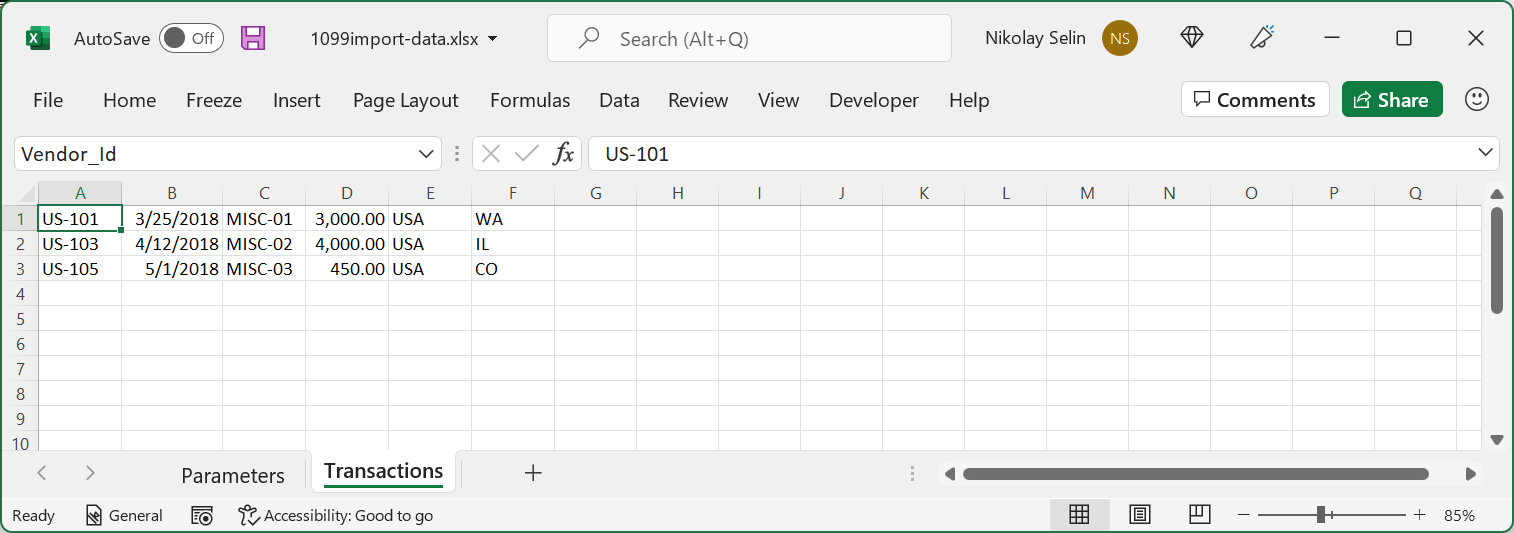 AutoSave Off 1099import-data.xlsx Search (Alt+Q) Nikolay Selin NS
File Home Freeze Insert Page Layout Formulas Data Review View Developer Help Comments Share
Vendor_Id fx US-101
A B C D E F G H I J K L M N O P Q
1 US-101 3/25/2018 MISC-01 3,000.00 USA WA
2 US-103 4/12/2018 MISC-02 4,000.00 USA IL
3 US-105 5/1/2018 MISC-03 450.00 USA CO
4
5
6
7
8
9
10
Parameters Transactions
Ready General Accessibility: Good to go 85%